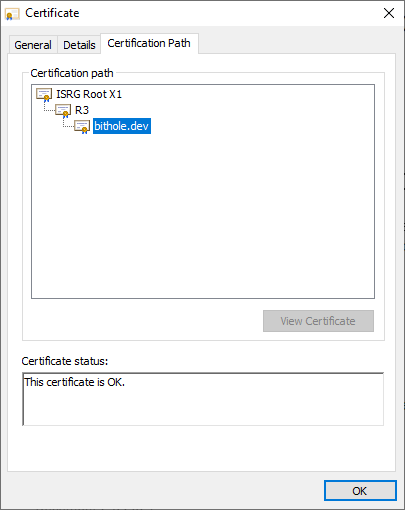 Certificate
General
Details
Certification Path
Certification path
ISRG Root X1
R3
bithole.dev
View Certificate
Certificate status:
This certificate is OK.
OK